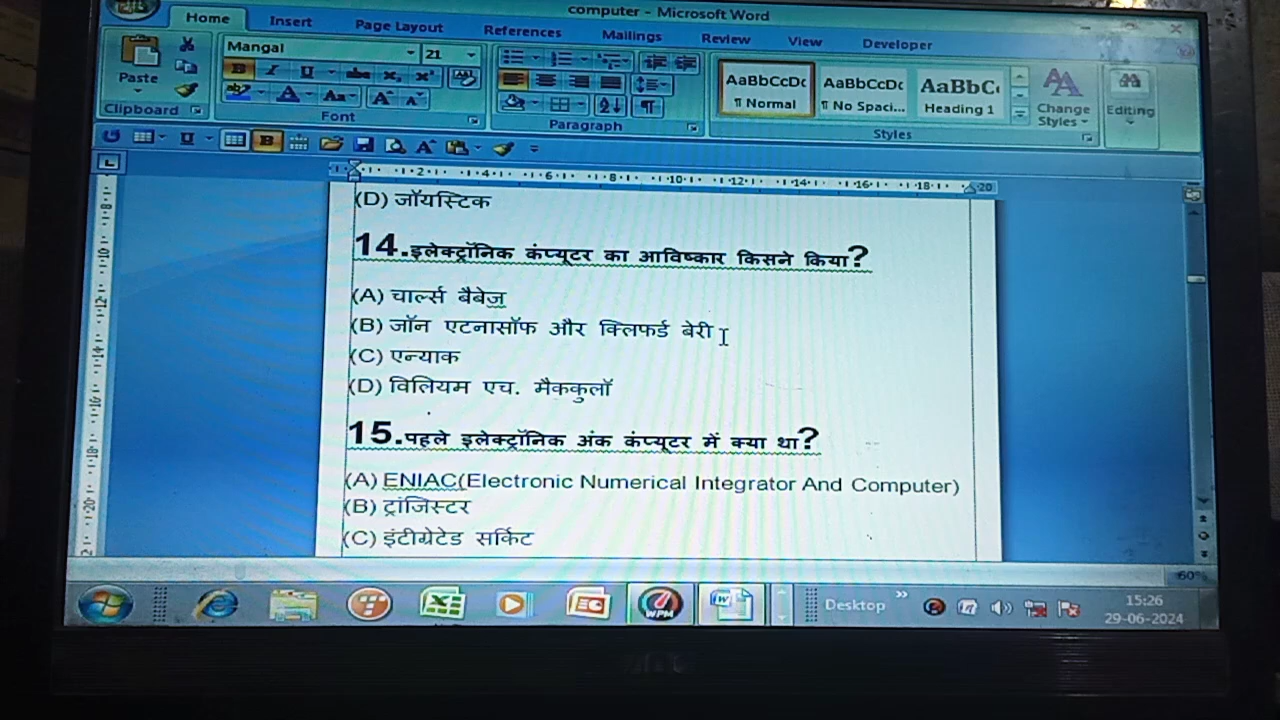 computer - Microsoft Word
Home Insert Page Layout References Mailings Review View Developer
Paste
Mangal 21
AaBbCcDc AaBbCcDc AaBbC
¶ Normal ¶ No Spaci... Heading 1
Change Styles
Editing
Clipboard Font Paragraph Styles
(D) जॉयस्टिक
14.इलेक्ट्रॉनिक कंप्यूटर का आविष्कार किसने किया?
(A) चार्ल्स बैबेज
(B) जॉन एटनासॉफ और क्लिफर्ड बेरी
(C) एन्याक
(D) विलियम एच. मैककुलॉ
15.पहले इलेक्ट्रॉनिक अंक कंप्यूटर में क्या था?
(A) ENIAC(Electronic Numerical Integrator And Computer)
(B) ट्रांजिस्टर
(C) इंटीग्रेटेड सर्किट
60%
WPM
Desktop
15:26
29-06-2024